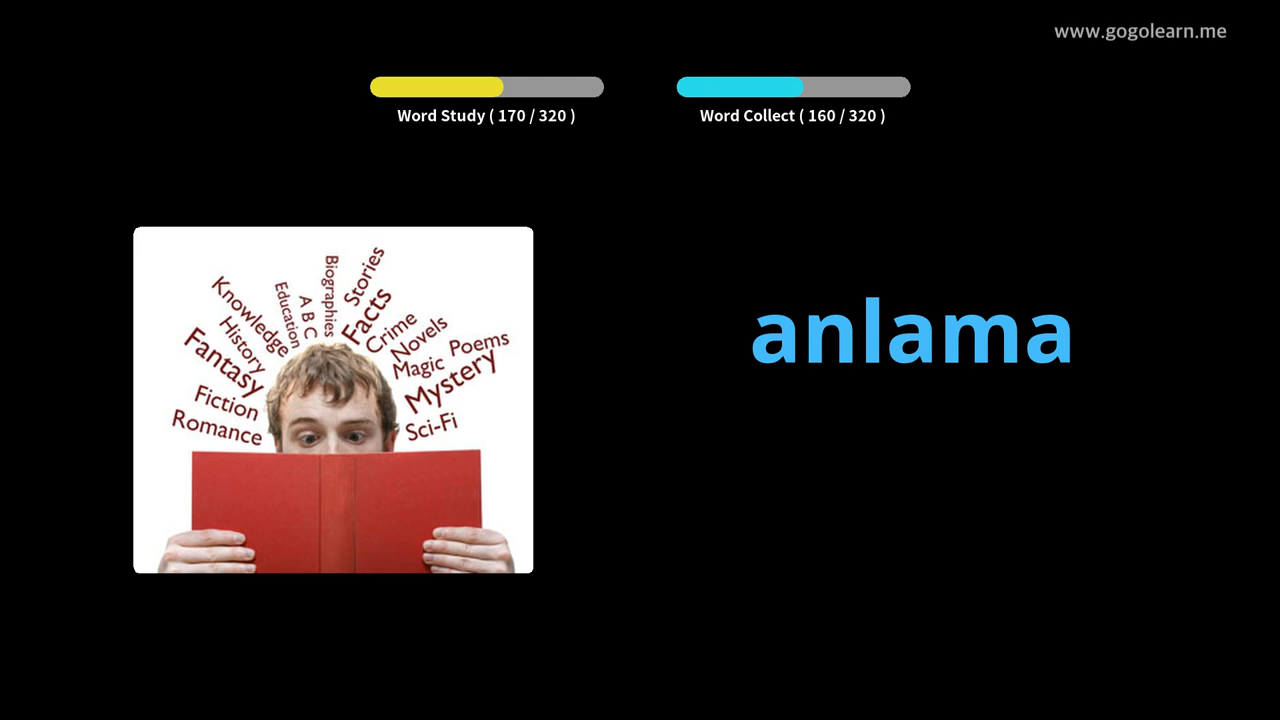 www.gogolearn.me
Word Study ( 170 / 320 )
Word Collect ( 160 / 320 )
Knowledge
Education
A B C
Biographies
Stories
Facts
Crime
Novels
Poems
Magic
Mystery
Sci-Fi
History
Fantasy
Fiction
Romance
anlama